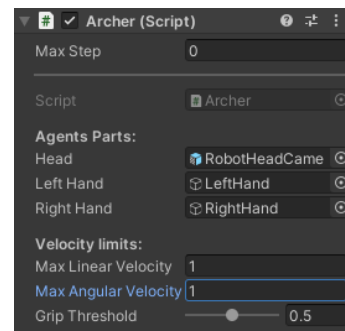 Archer (Script)
Max Step 0
Script Archer
Agents Parts:
Head RobotHeadCame
Left Hand LeftHand
Right Hand RightHand
Velocity limits:
Max Linear Velocity 1
Max Angular Velocity 1
Grip Threshold 0.5